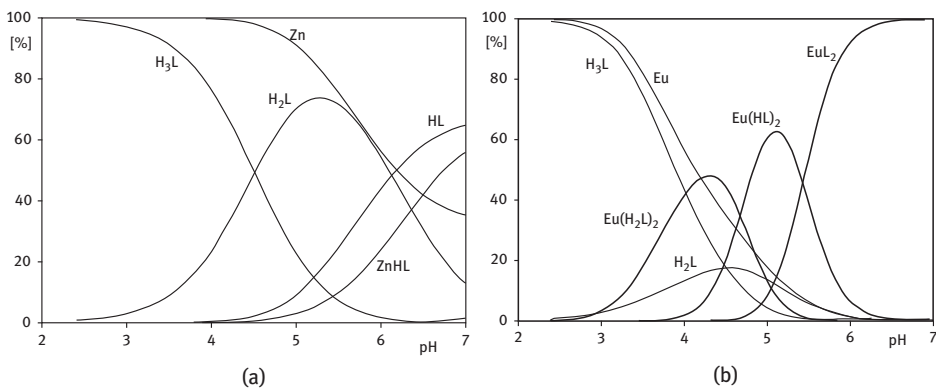 100
[%]
80
60
40
20
0
2 3 4 5 6 7
pH
H₃L
H₂L
Zn
HL
ZnHL
(a)
100
[%]
80
60
40
20
0
2 3 4 5 6 7
pH
H₃L
Eu
Eu(H₂L)₂
H₂L
Eu(HL)₂
EuL₂
(b)